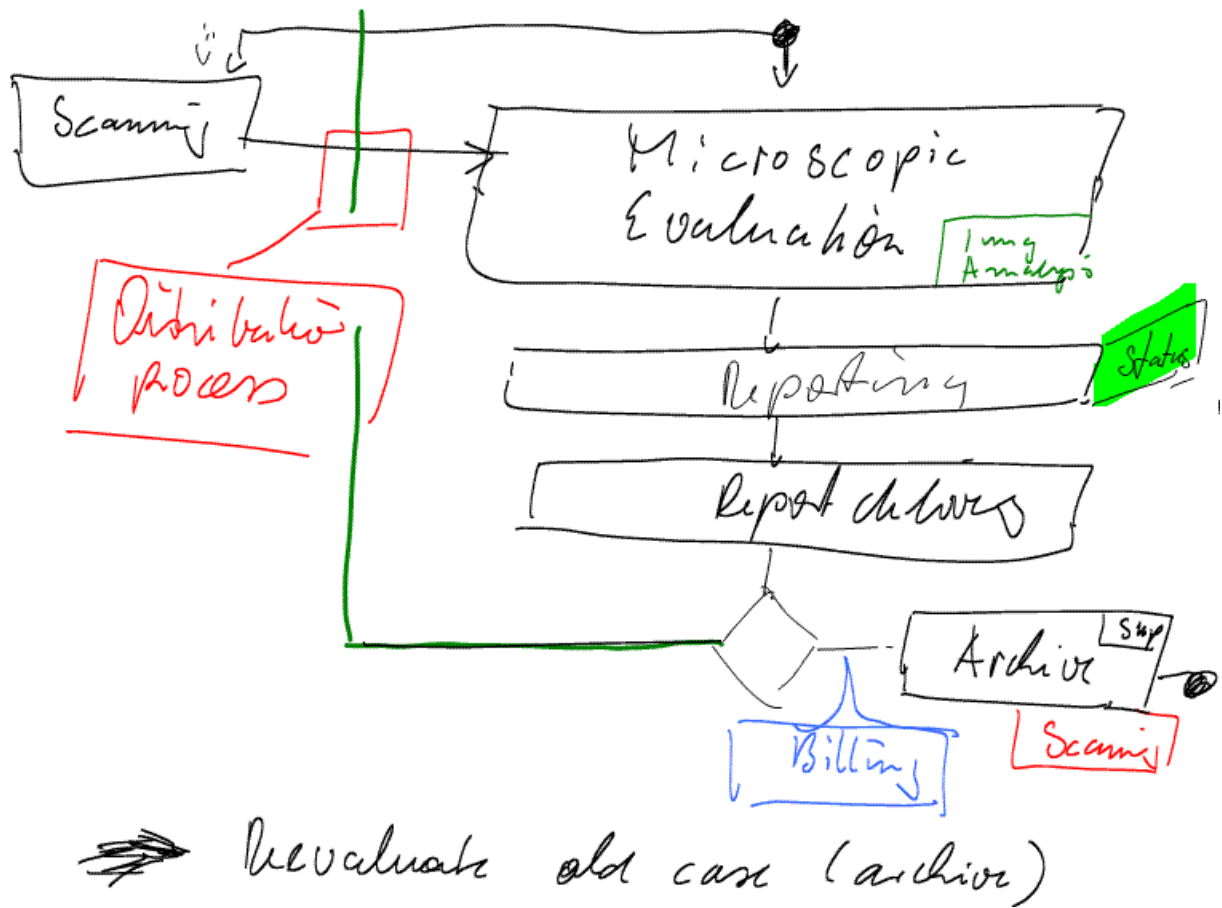 Scanning
Microscopic
Evaluation
Img
Analysis
Distribution
process
Reporting
Status
Report delivery
Archive
Billing
Scanning
Reevaluate old case (archive)